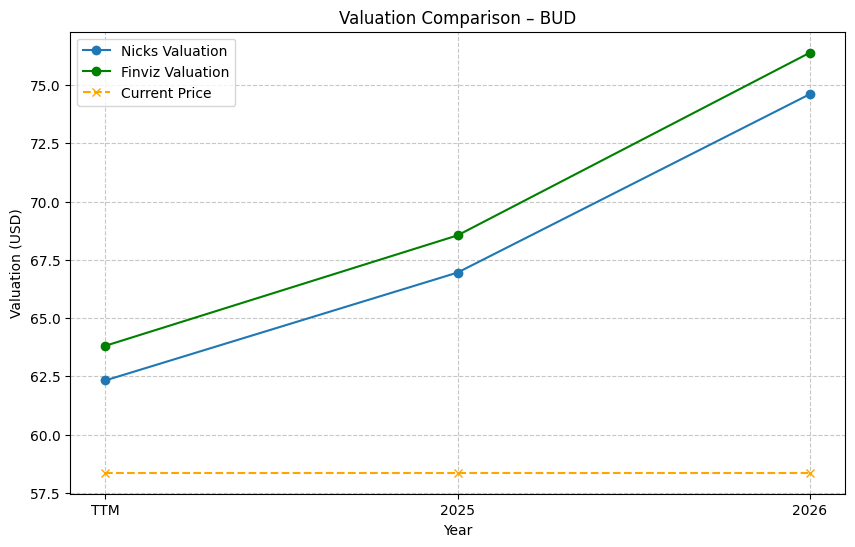 Valuation Comparison – BUD
Nicks Valuation
Finviz Valuation
Current Price
Valuation (USD)
75.0
72.5
70.0
67.5
65.0
62.5
60.0
57.5
TTM
2025
2026
Year